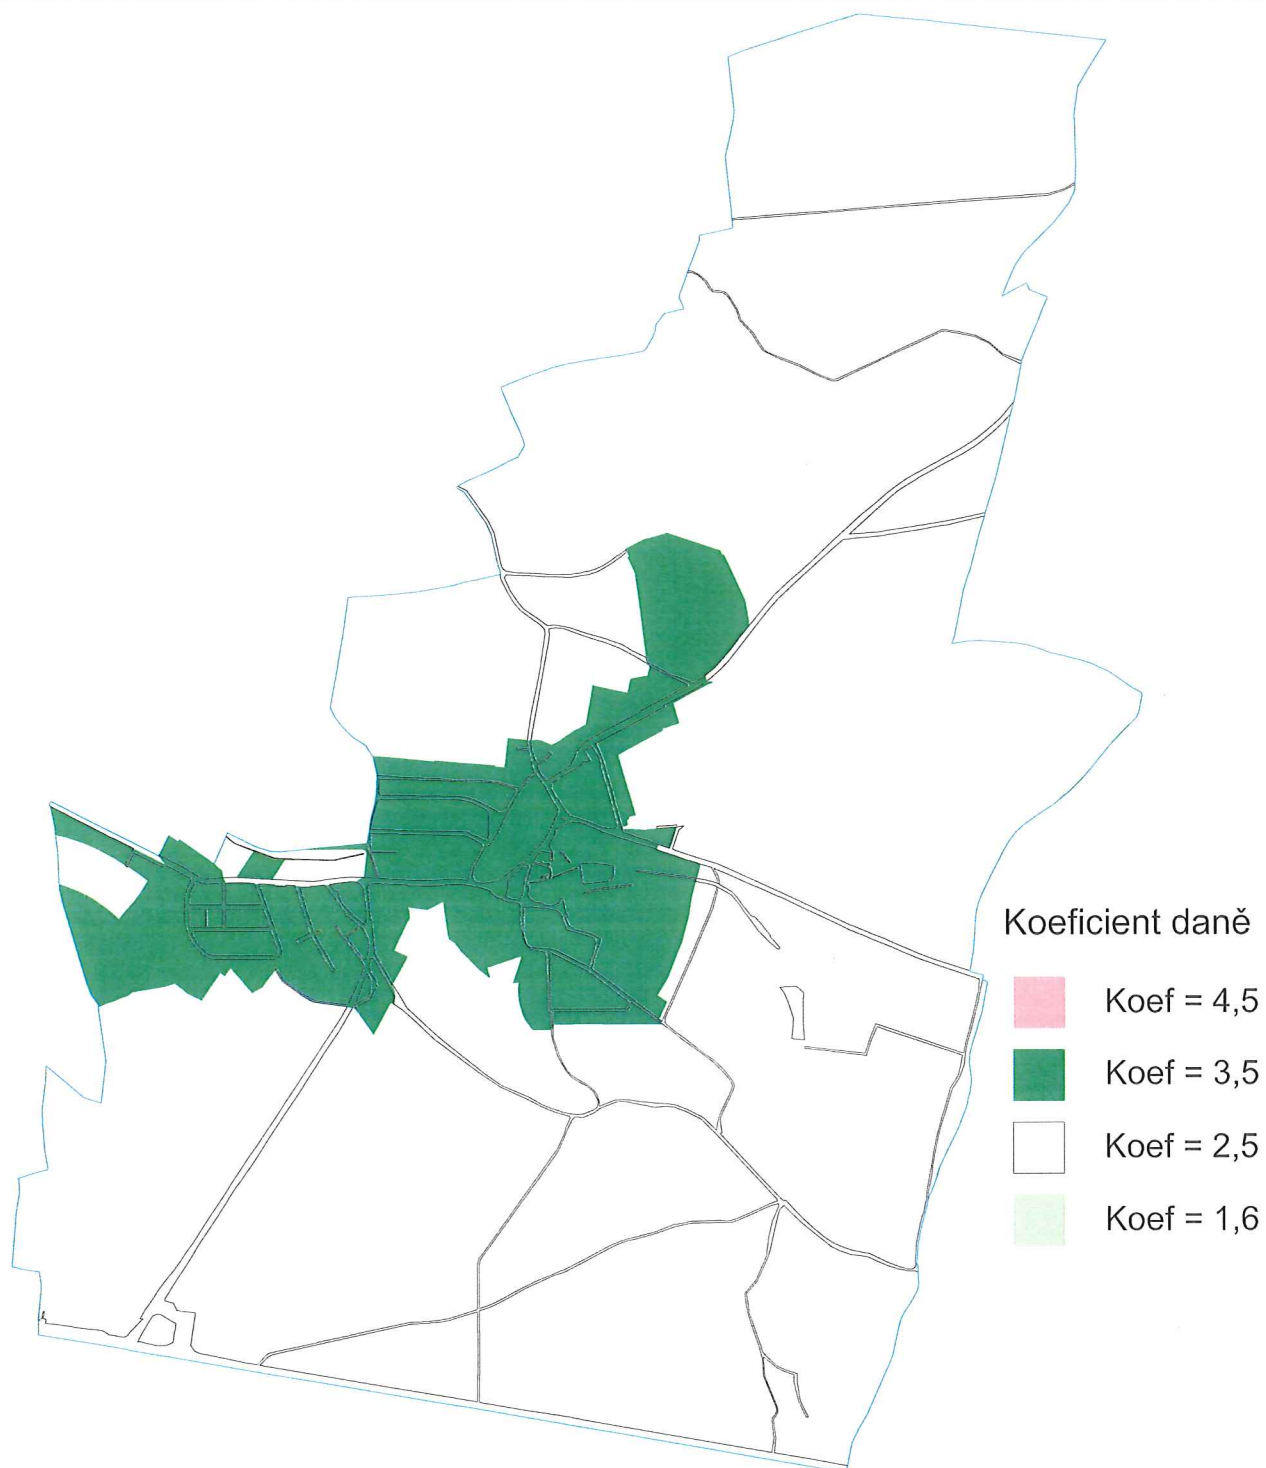 Koeficient daně
Koef = 4,5
Koef = 3,5
Koef = 2,5
Koef = 1,6